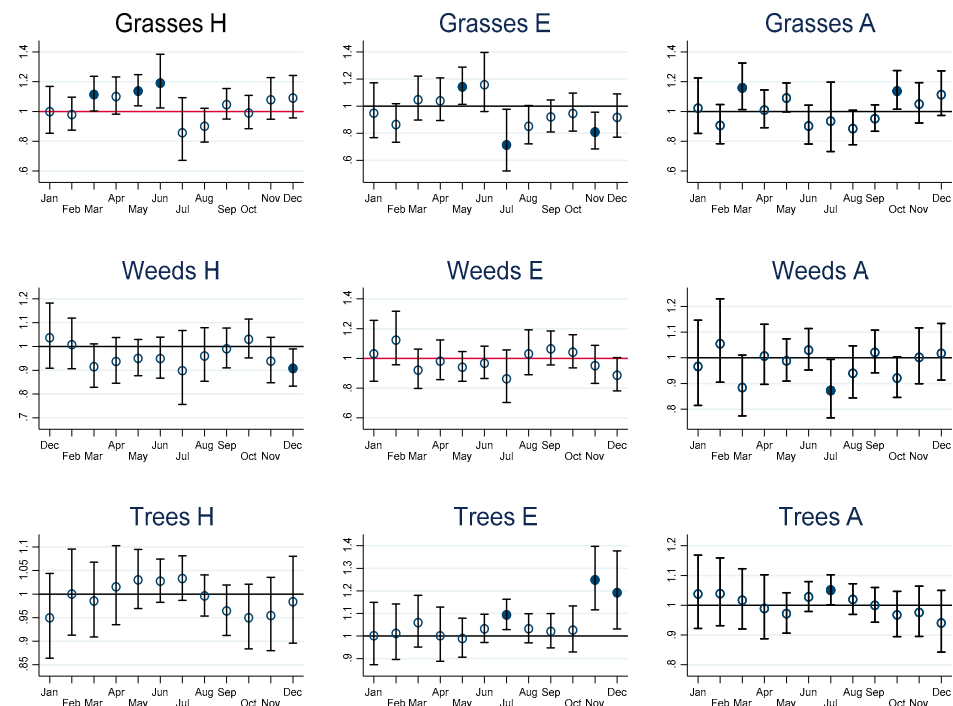 Grasses H
Grasses E
Grasses A
1.4
1.2
1
.8
.6
1.4
1.2
1
.8
.6
1.4
1.2
1
.8
.6
Jan Feb Mar Apr May Jun Jul Aug Sep Oct Nov Dec
Jan Feb Mar Apr May Jun Jul Aug Sep Oct Nov Dec
Jan Feb Mar Apr May Jun Jul Aug Sep Oct Nov Dec
Weeds H
Weeds E
Weeds A
1.2
1.1
1
.9
.8
.7
1.4
1.2
1
.8
.6
1.2
1.1
1
.9
.8
Dec Feb Mar Apr May Jun Jul Aug Sep Oct Nov Dec
Jan Feb Mar Apr May Jun Jul Aug Sep Oct Nov Dec
Jan Feb Mar Apr May Jun Jul Aug Sep Oct Nov Dec
Trees H
Trees E
Trees A
1.1
1.05
1
.95
.9
.85
1.4
1.3
1.2
1.1
1
.9
1.2
1.1
1
.9
.8
Jan Feb Mar Apr May Jun Jul Aug Sep Oct Nov Dec
Jan Feb Mar Apr May Jun Jul Aug Sep Oct Nov Dec
Jan Feb Mar Apr May Jun Jul Aug Sep Oct Nov Dec